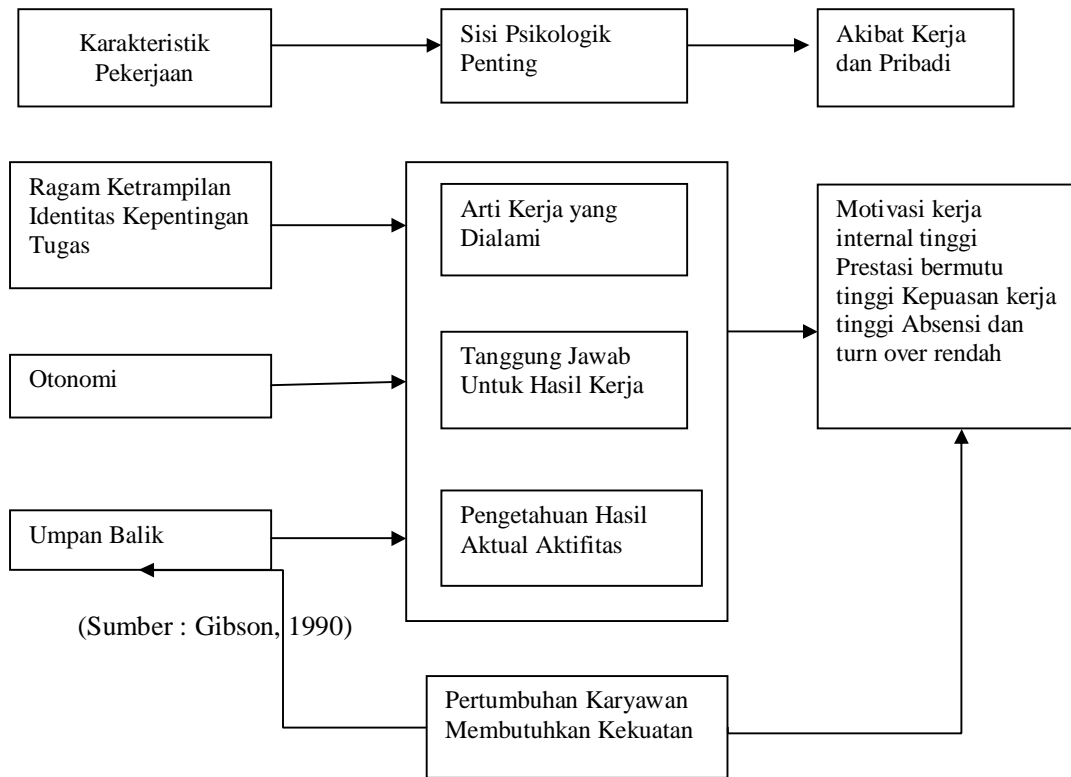 Karakteristik
Pekerjaan
Sisi Psikologik
Penting
Akibat Kerja
dan Pribadi
Ragam Ketrampilan
Identitas Kepentingan
Tugas
Arti Kerja yang
Dialami
Motivasi kerja
internal tinggi
Prestasi bermutu
tinggi Kepuasan kerja
tinggi Absensi dan
turn over rendah
Otonomi
Tanggung Jawab
Untuk Hasil Kerja
Umpan Balik
Pengetahuan Hasil
Aktual Aktifitas
(Sumber : Gibson, 1990)
Pertumbuhan Karyawan
Membutuhkan Kekuatan